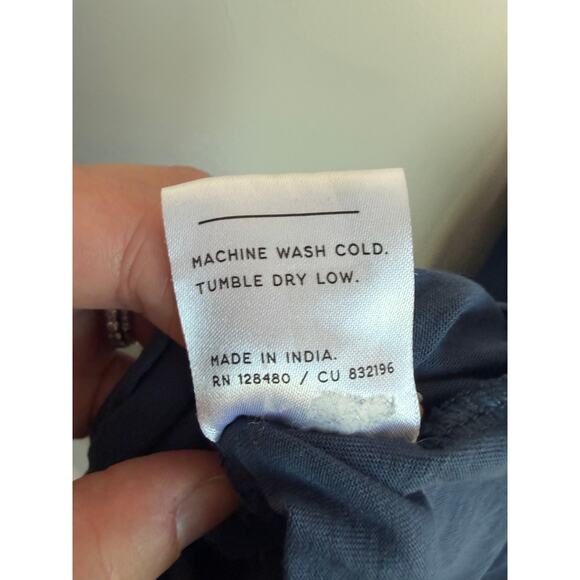 MACHINE WASH COLD.
TUMBLE DRY LOW.
MADE IN INDIA.
RN 128480 / CU 832196